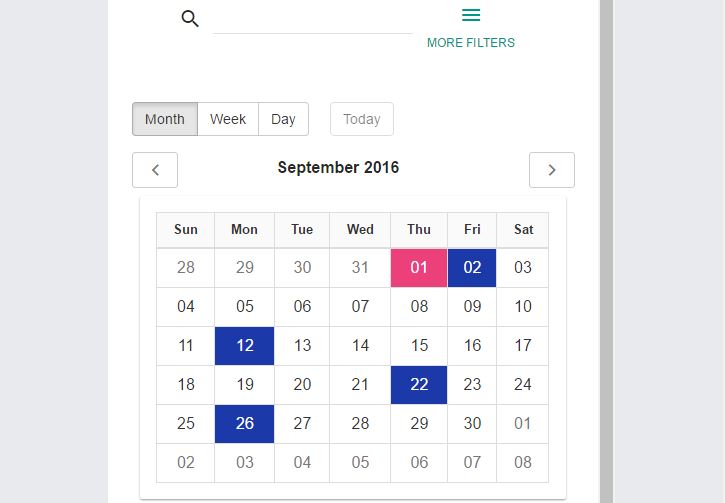 MORE FILTERS
Month Week Day Today
September 2016
Sun Mon Tue Wed Thu Fri Sat
28 29 30 31 01 02 03
04 05 06 07 08 09 10
11 12 13 14 15 16 17
18 19 20 21 22 23 24
25 26 27 28 29 30 01
02 03 04 05 06 07 08